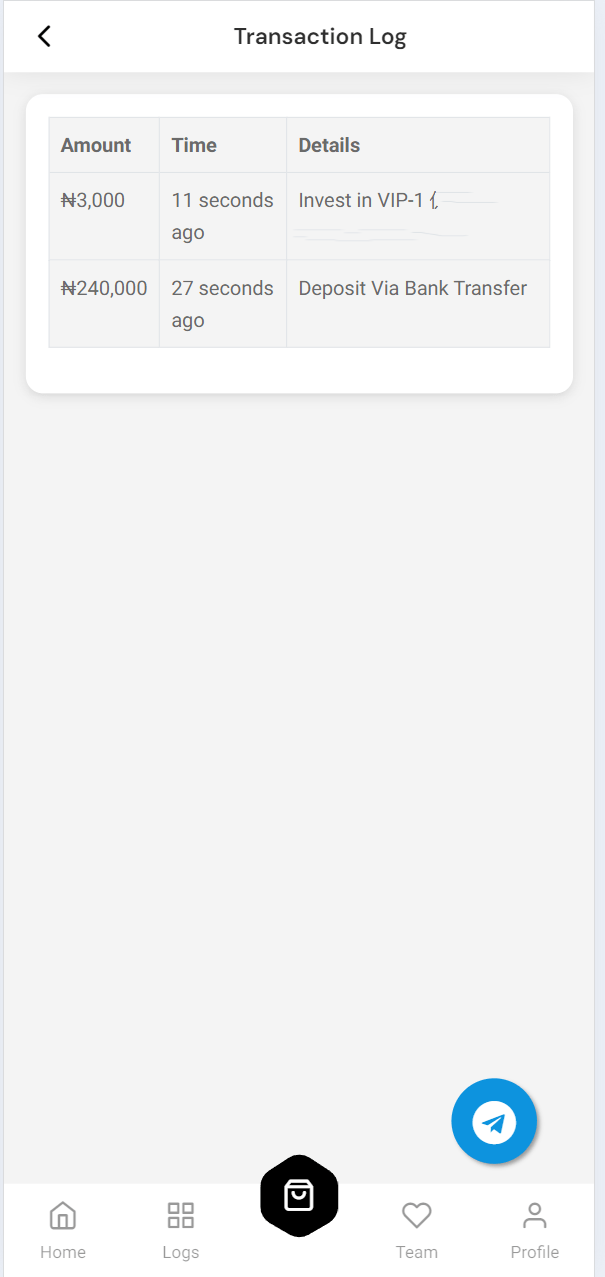 Transaction Log
Amount Time Details
₦3,000 11 seconds ago Invest in VIP-1
₦240,000 27 seconds ago Deposit Via Bank Transfer
Home Logs Team Profile